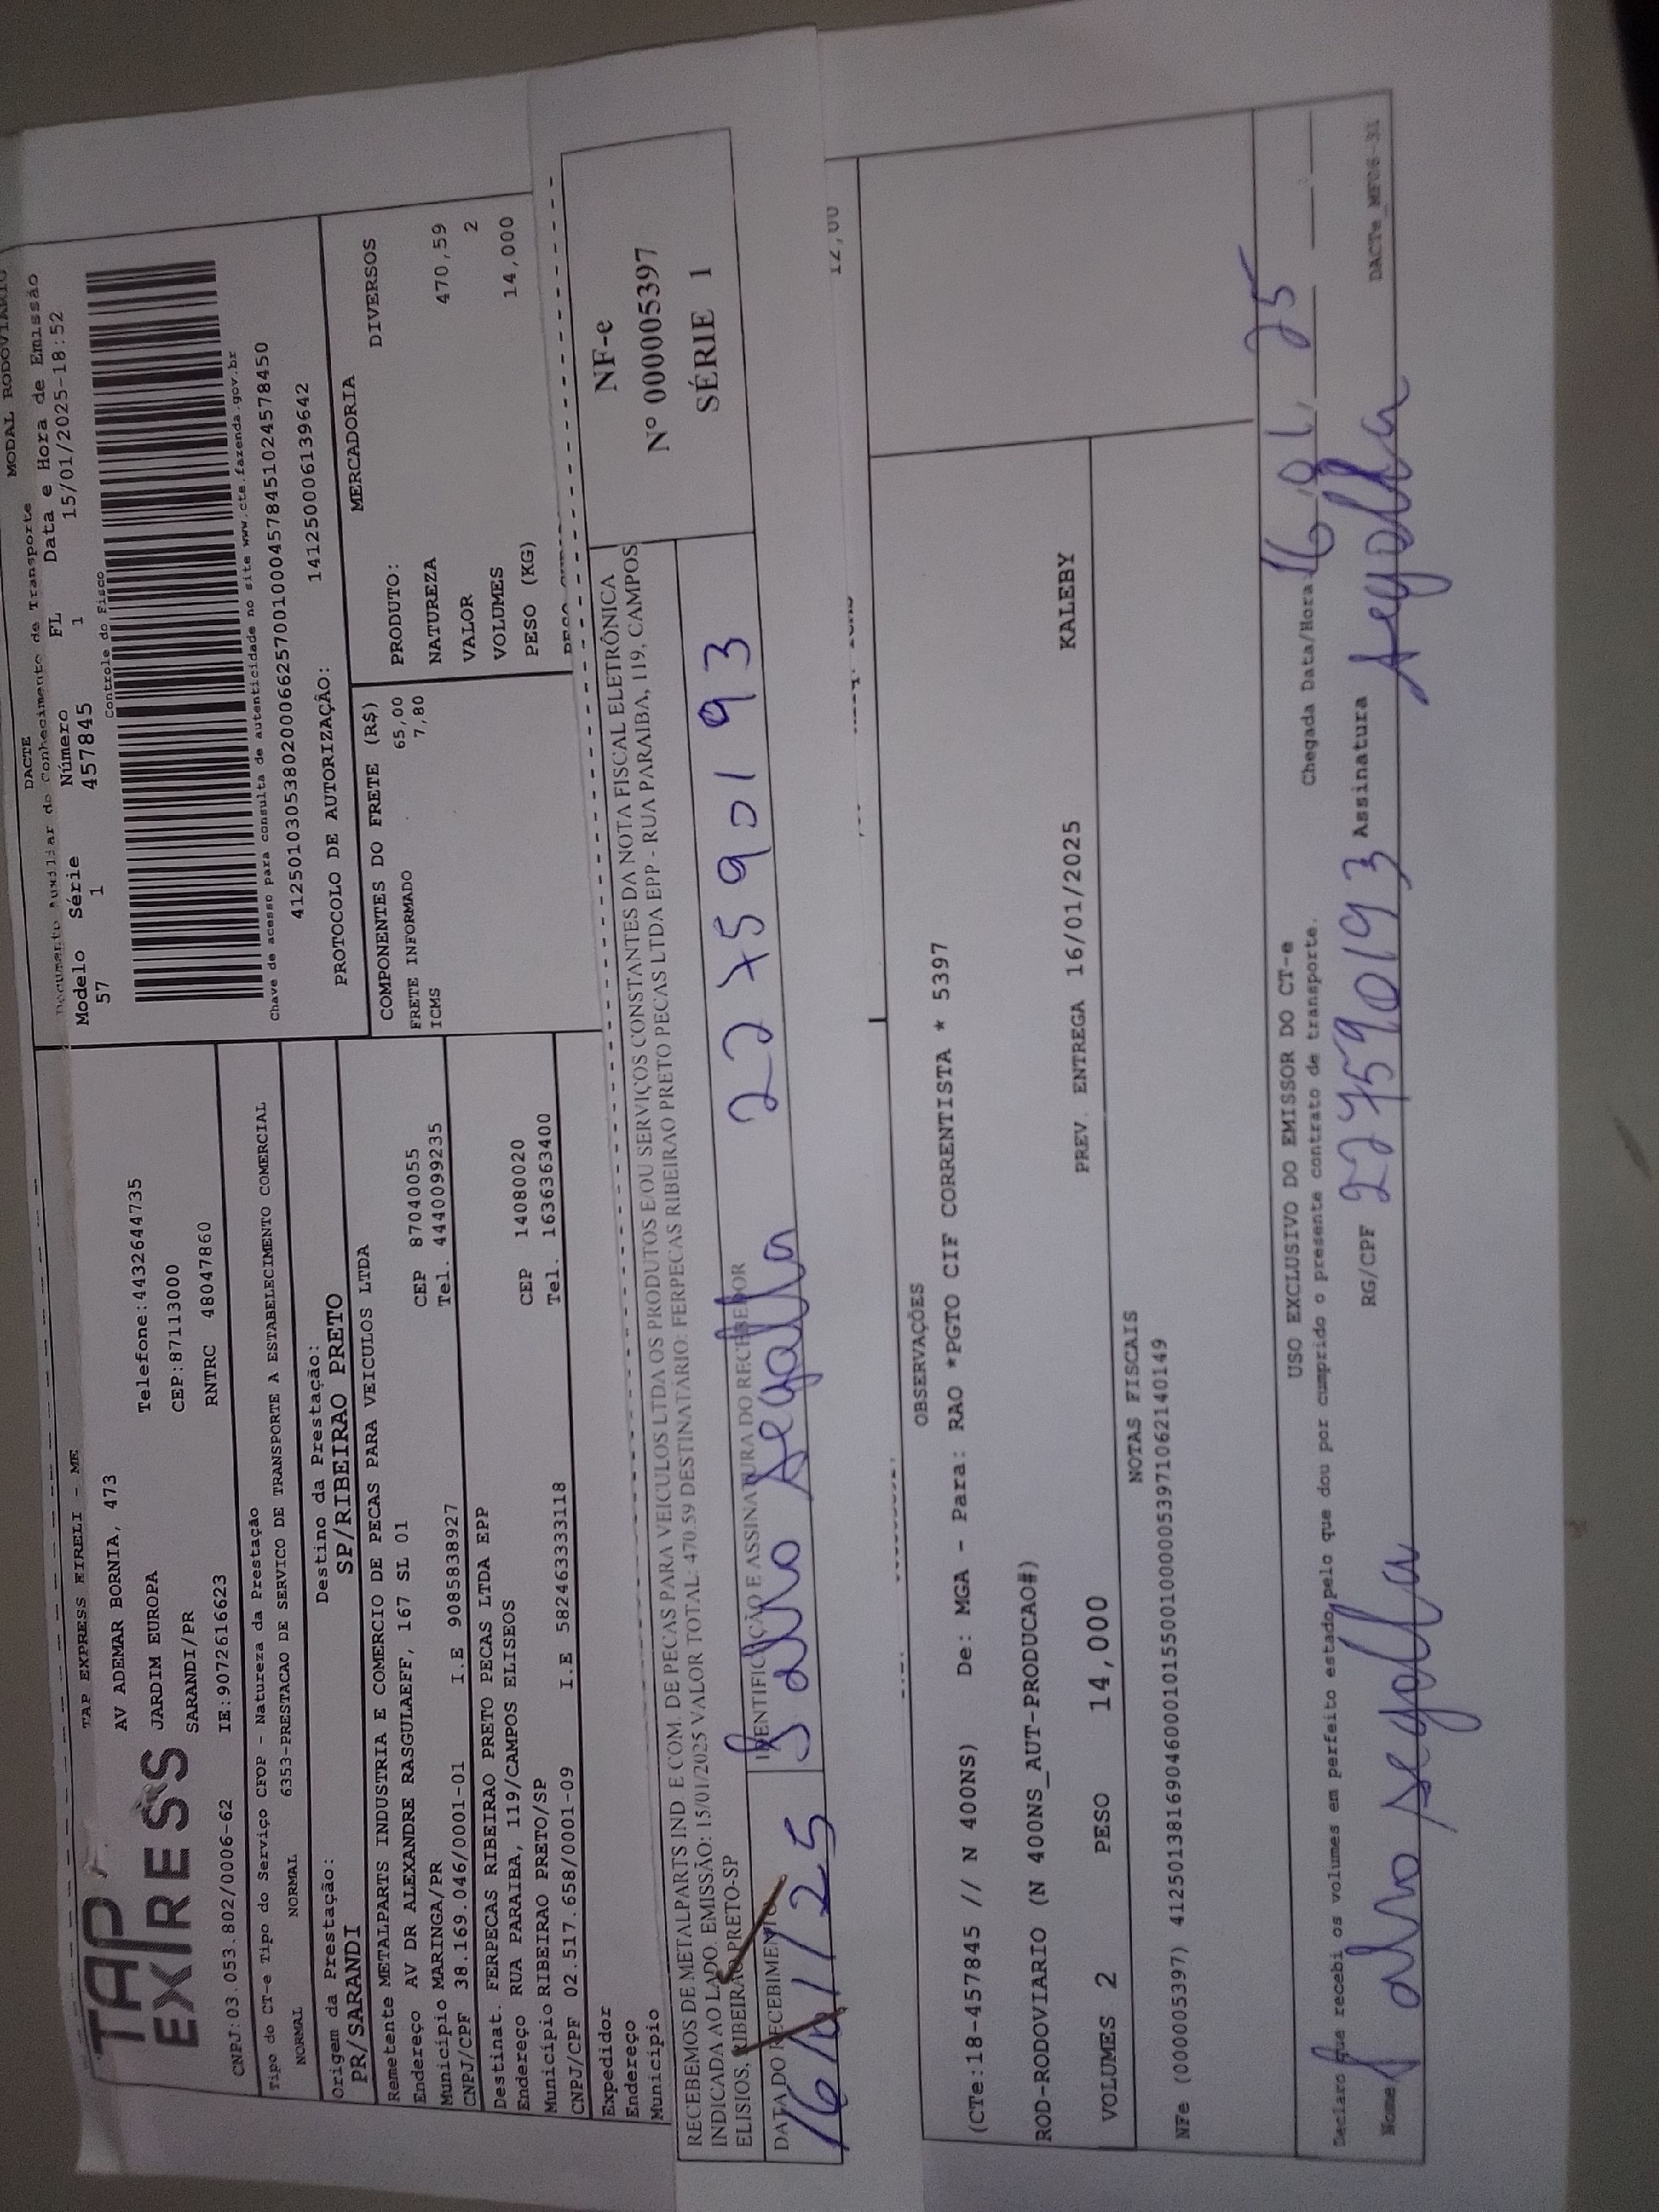 MODAL RODOVIARIO
TAP EXPRESS EIRELI - ME
TAP
EXPRESS
AV ADEMAR BORNIA, 473
JARDIM EUROPA
Telefone:4432644735
SARANDI/PR
CEP:87113000
CNPJ:03.053.802/0006-62 IE:9072616623 RNTRC 48047860
DACTE
Documento Auxiliar do Conhecimento de Transporte
Modelo Série Número FL Data e Hora de Emissão
57 1 457845 1 15/01/2025-18:52
Controle do Fisco
Chave de acesso para consulta de autenticidade no site www.cte.fazenda.gov.br
41250103053802000662570010004578451024578450
PROTOCOLO DE AUTORIZAÇÃO: 141250006139642
Tipo do CT-e Tipo do Serviço CFOP - Natureza da Prestação
NORMAL NORMAL 6353-PRESTACAO DE SERVICO DE TRANSPORTE A ESTABELECIMENTO COMERCIAL
Origem da Prestação: Destino da Prestação:
PR/SARANDI SP/RIBEIRAO PRETO
Remetente METALPARTS INDUSTRIA E COMERCIO DE PECAS PARA VEICULOS LTDA
Endereço AV DR ALEXANDRE RASGULAEFF, 167 SL 01
Municipio MARINGA/PR CEP 87040055
CNPJ/CPF 38.169.046/0001-01 I.E 9085838927 Tel. 4440099235
Destinat. FERPECAS RIBEIRAO PRETO PECAS LTDA EPP
Endereço RUA PARAIBA, 119/CAMPOS ELISEOS
Municipio RIBEIRAO PRETO/SP CEP 14080020
CNPJ/CPF 02.517.658/0001-09 I.E 582463333118 Tel. 1636363400
Expedidor
Endereço
Municipio
COMPONENTES DO FRETE (R$)
FRETE INFORMADO 65,00
ICMS 7,80
MERCADORIA
PRODUTO: DIVERSOS
NATUREZA
VALOR 470,59
VOLUMES 2
PESO (KG) 14,000
RECEBEMOS DE METALPARTS IND. E COM. DE PECAS PARA VEICULOS LTDA OS PRODUTOS E/OU SERVIÇOS CONSTANTES DA NOTA FISCAL ELETRÔNICA
INDICADA AO LADO. EMISSÃO: 15/01/2025 VALOR TOTAL: 470.59 DESTINATÁRIO: FERPECAS RIBEIRAO PRETO PECAS LTDA EPP - RUA PARAIBA, 119, CAMPOS
ELISIOS, RIBEIRAO PRETO-SP
DATA DO RECEBIMENTO IDENTIFICAÇÃO E ASSINATURA DO RECEBEDOR
16/01/25 segalla 227590193
NF-e
Nº 000005397
SÉRIE 1
12,00
OBSERVAÇÕES
(CTe:18-457845 // N 400NS) De: MGA - Para: RAO *PGTO CIF CORRENTISTA * 5397
ROD-RODOVIARIO (N 400NS_AUT-PRODUCAO#)
VOLUMES 2 PESO 14,000 PREV. ENTREGA 16/01/2025 KALEBY
NOTAS FISCAIS
NFe (000005397) 41250138169046000101550010000053971062140149
USO EXCLUSIVO DO EMISSOR DO CT-e
Declaro que recebi os volumes em perfeito estado pelo que dou por cumprido o presente contrato de transporte. Chegada Data/Hora: 16,01,25
Nome segalla RG/CPF 227590193 Assinatura Segalla
DACTe_MF06-31